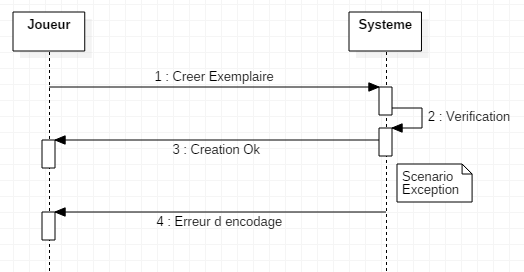 Joueur
Systeme
1 : Creer Exemplaire
2 : Verification
3 : Creation Ok
Scenario
Exception
4 : Erreur d encodage